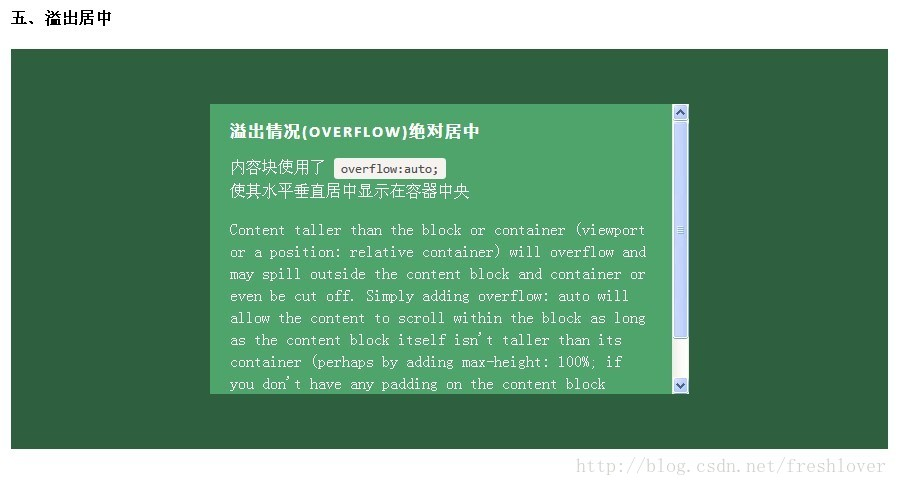 五、溢出居中
溢出情况(OVERFLOW)绝对居中
内容块使用了 overflow:auto;
使其水平垂直居中显示在容器中央
Content taller than the block or container (viewport
or a position: relative container) will overflow and
may spill outside the content block and container or
even be cut off. Simply adding overflow: auto will
allow the content to scroll within the block as long
as the content block itself isn't taller than its
container (perhaps by adding max-height: 100%; if
you don't have any padding on the content block
http://blog.csdn.net/freshlover